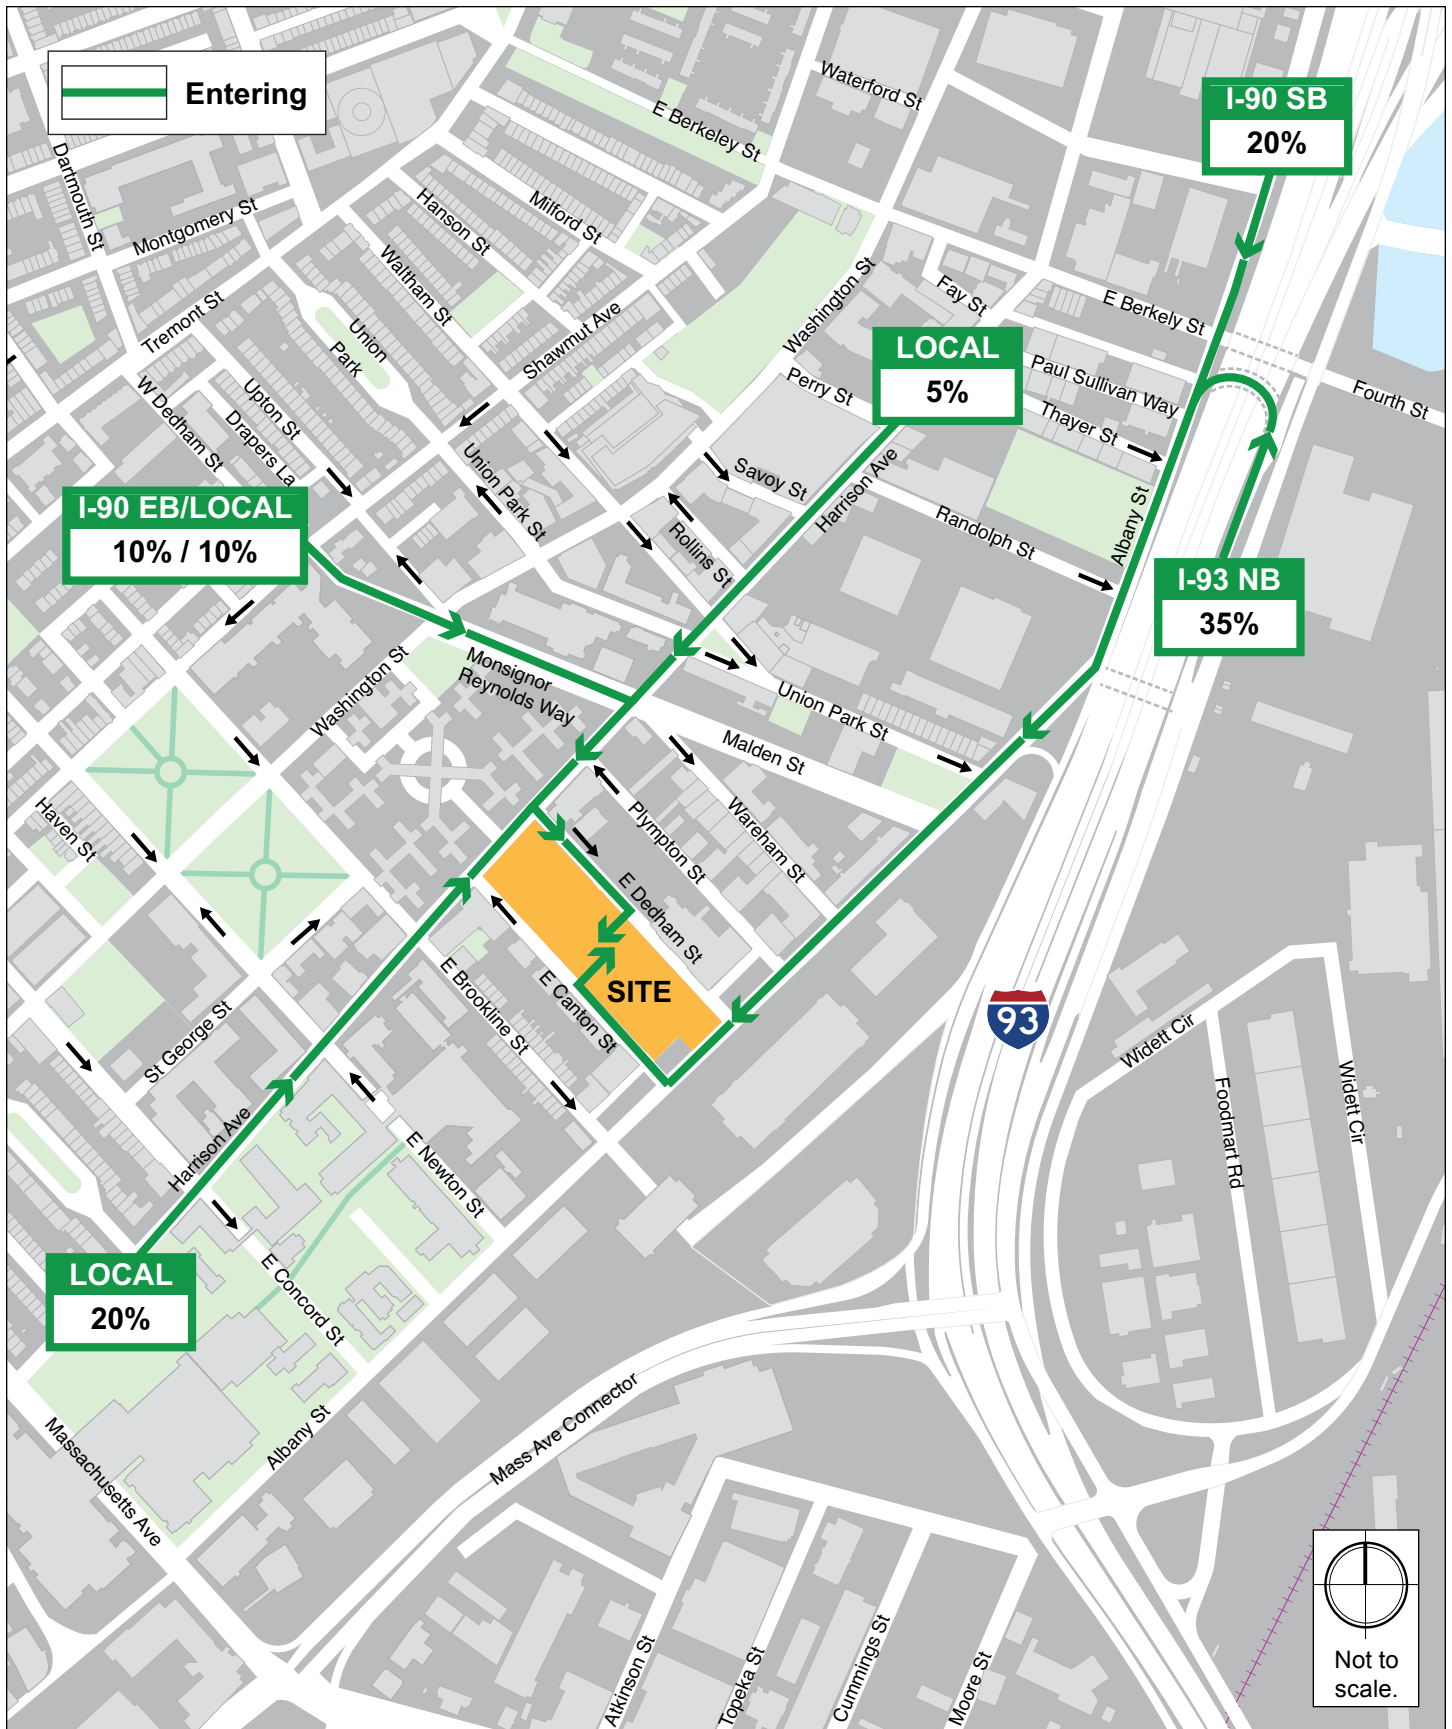 Entering
I-90 SB
20%
Waterford St
E Berkeley St
Dartmouth St
Montgomery St
Hanson St
Milford St
Waltham St
Washington St
Fay St
E Berkely St
Tremont St
Union
Park
Shawmut Ave
LOCAL
5%
Paul Sullivan Way
Fourth St
Perry St
Thayer St
W Dedham St
Upton St
Drapers La
Union Park St
Savoy St
Harrison Ave
Randolph St
Albany St
I-90 EB/LOCAL
10% / 10%
Rollins St
I-93 NB
35%
Monsignor
Reynolds Way
Washington St
Union Park St
Malden St
Haven St
Plympton St
Wareham St
E Dedham St
E Brookline St
E Canton St
SITE
93
St George St
Widett Cir
Foodmart Rd
Widett Cir
Harrison Ave
E Newton St
LOCAL
20%
E Concord St
Mass Ave Connector
Albany St
Massachusetts Ave
Atkinson St
Topeka St
Cummings St
Moore St
Not to
scale.